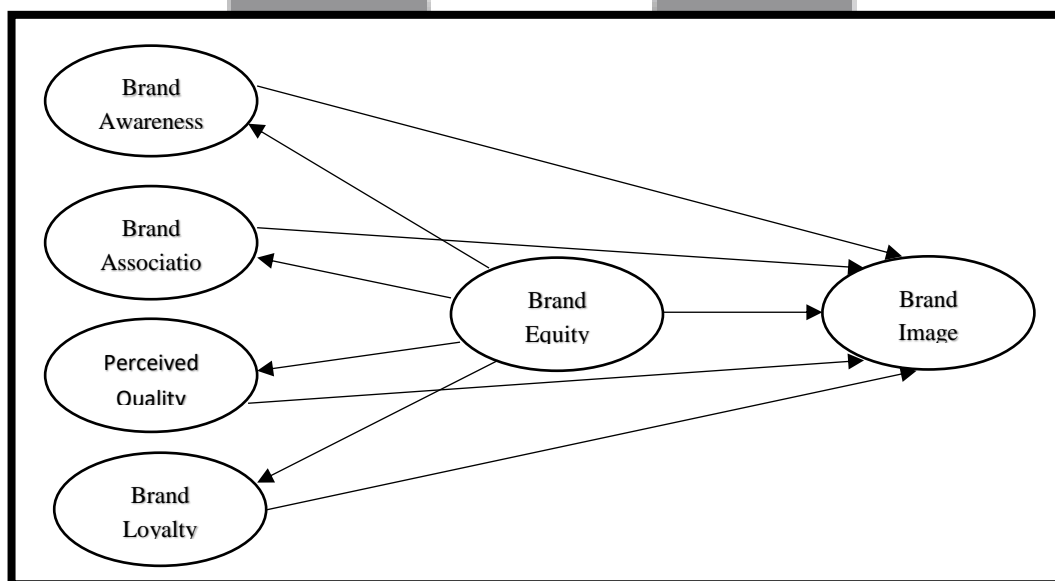 Brand
Awareness
Brand
Associatio
Perceived
Quality
Brand
Loyalty
Brand
Equity
Brand
Image